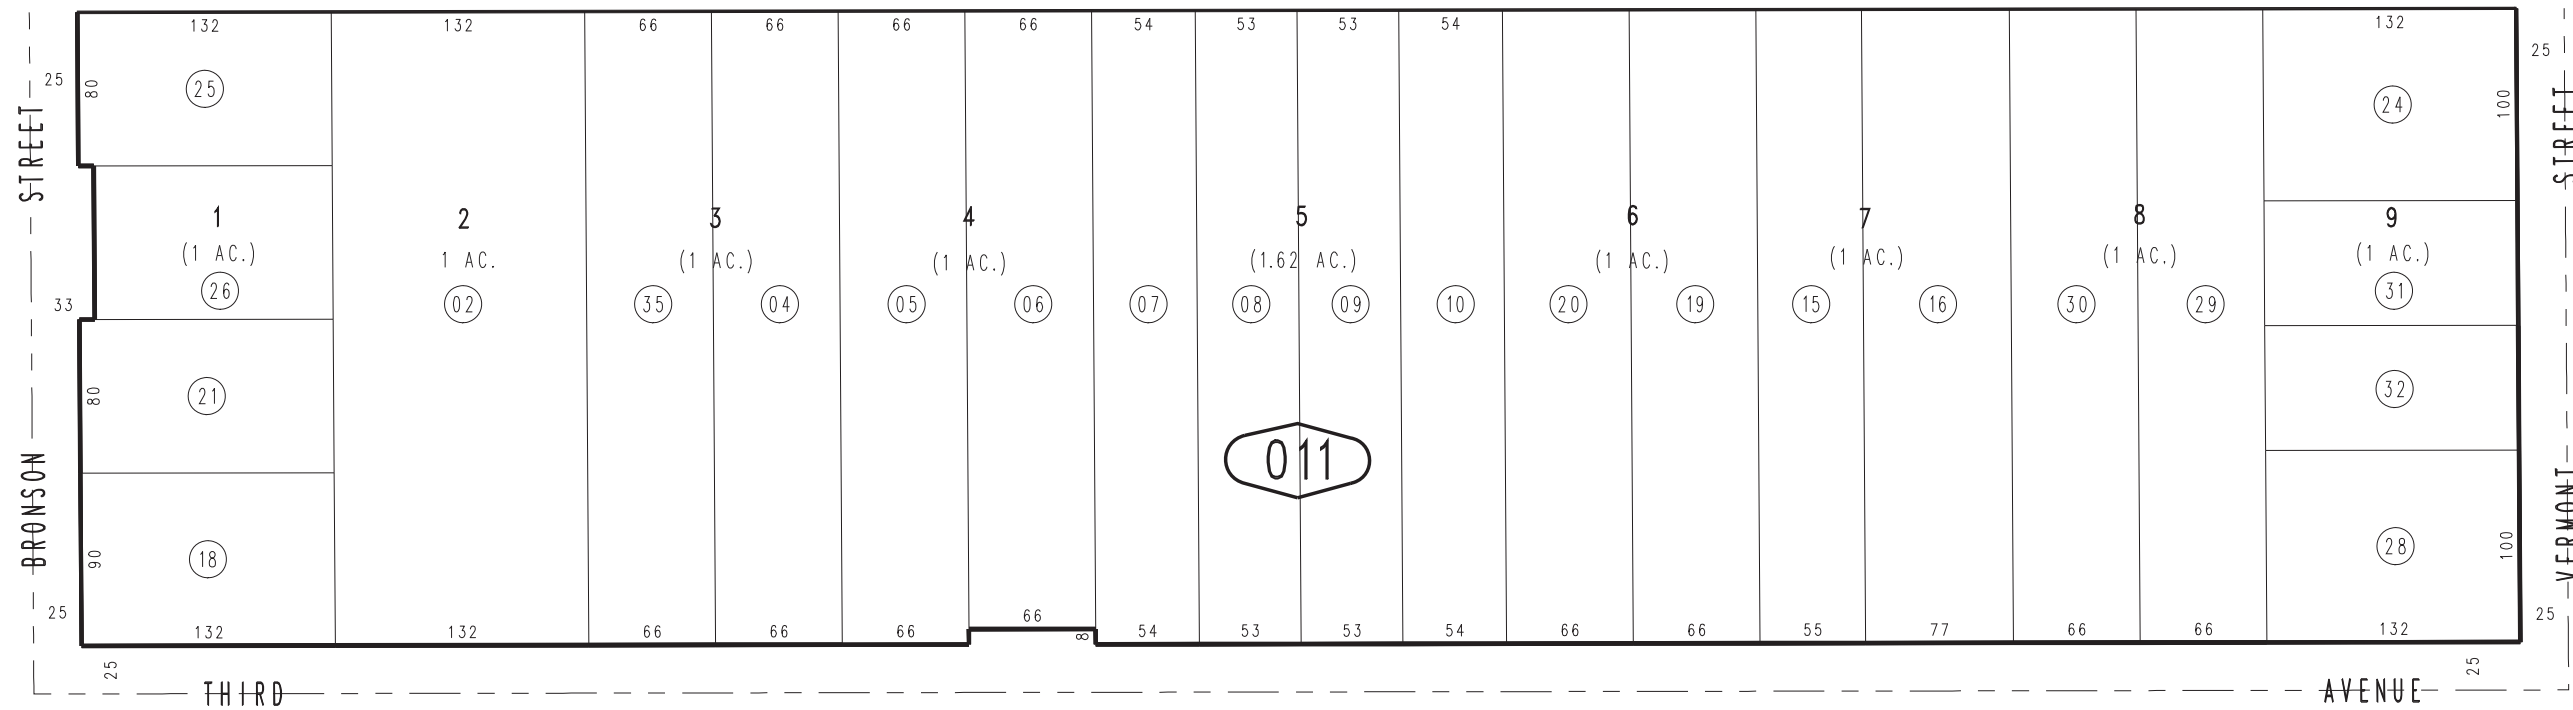 132 132 66 66 66 66 54 53 53 54 132
25 80 25 24 100 25
STREET STREET
1 2 3 4 5 6 7 8 9
(1 AC.) 1 AC. (1 AC.) (1 AC.) (1.62 AC.) (1 AC.) (1 AC.) (1 AC.) (1 AC.)
33 26 02 35 04 05 06 07 08 09 10 20 19 15 16 30 29 31
80 21 32
011
BRONSON VERMONT
90 18 28 100
25 66 25
132 132 66 66 66 8 54 53 53 54 66 66 55 77 66 66 132
25 25
THIRD AVENUE